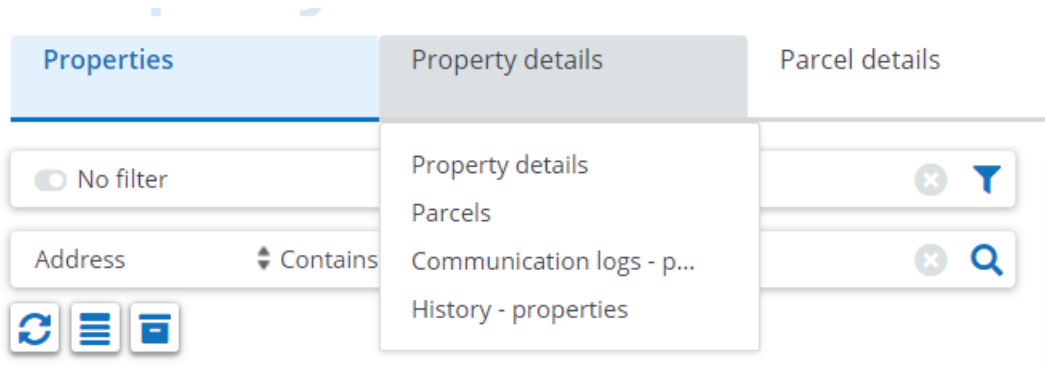 Properties
Property details
Parcel details
No filter
Address
Contains
Property details
Parcels
Communication logs - p...
History - properties